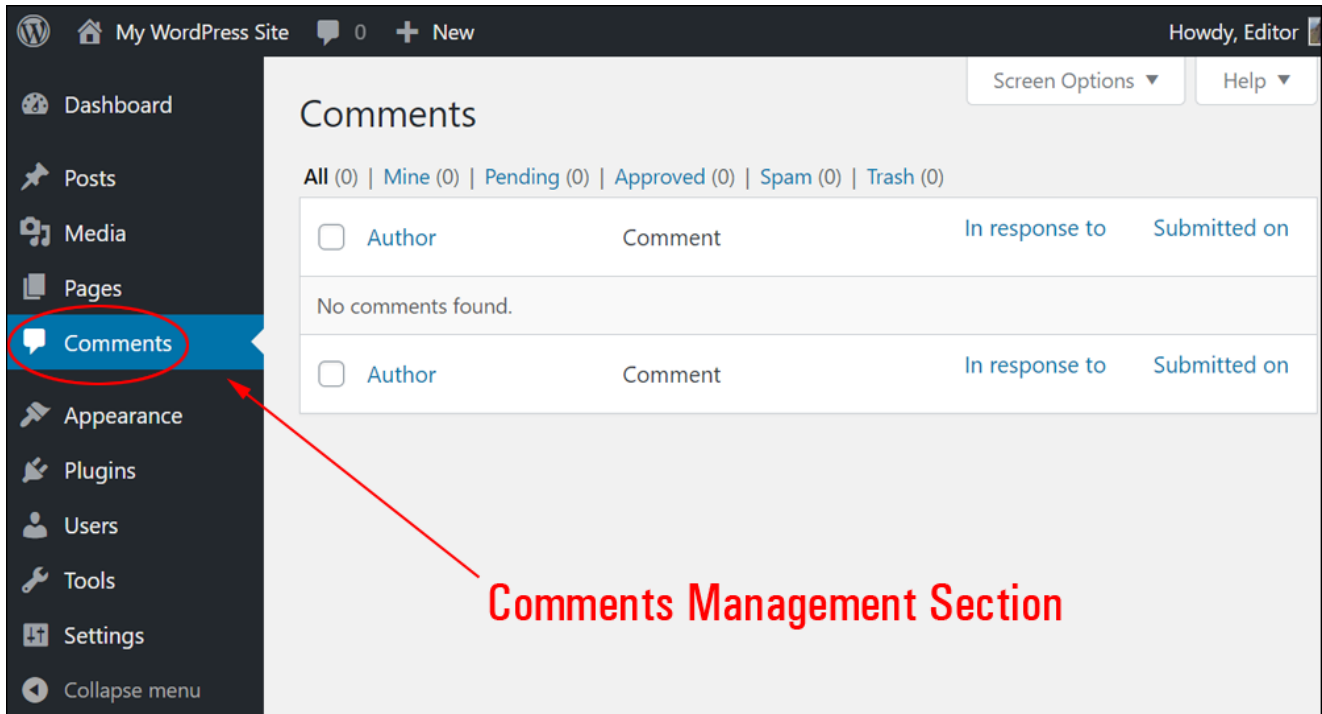 My WordPress Site 0 New Howdy, Editor
Screen Options Help
Dashboard
Posts
Media
Pages
Comments
Appearance
Plugins
Users
Tools
Settings
Collapse menu
Comments
All (0) | Mine (0) | Pending (0) | Approved (0) | Spam (0) | Trash (0)
Author Comment In response to Submitted on
No comments found.
Author Comment In response to Submitted on
Comments Management Section